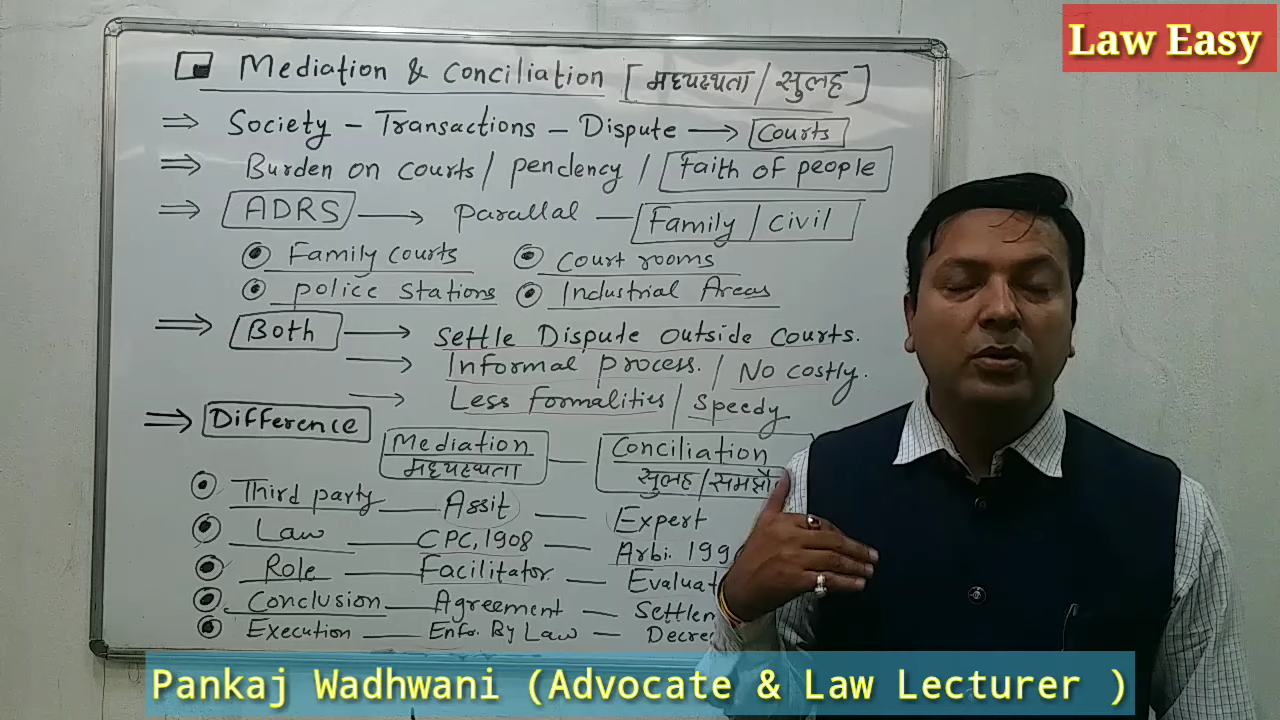 Law Easy
Mediation & Conciliation [मध्यस्थता/सुलह]
⇒ Society - Transactions - Dispute → Courts
⇒ Burden on courts / pendency / Faith of people
⇒ ADRS → parallal - Family / civil
Family courts Court rooms
police stations Industrial Areas
⇒ Both → Settle Dispute Outside Courts.
→ Informal process. / No costly.
→ Less formalities / speedy
⇒ Difference
Mediation - Conciliation
मध्यस्थता सुलह/
Third party - Assit - Expert
Law - CPC, 1908 - Arbi.
Role - Facilitator - Evaluat
Conclusion - Agreement - Settlem
Execution - Enfo. By Law - Decre
Pankaj Wadhwani (Advocate & Law Lecturer )